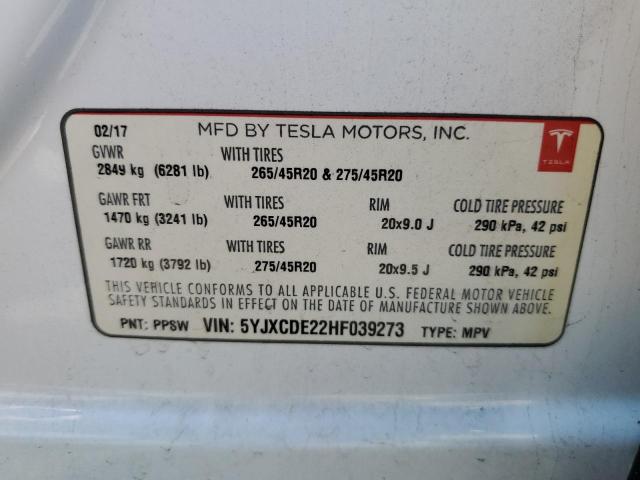 02/17 MFD BY TESLA MOTORS, INC.
GVWR WITH TIRES
2849 kg (6281 lb) 265/45R20 & 275/45R20
TESLA
GAWR FRT WITH TIRES RIM COLD TIRE PRESSURE
1470 kg (3241 lb) 265/45R20 20x9.0 J 290 kPa, 42 psi
GAWR RR WITH TIRES RIM COLD TIRE PRESSURE
1720 kg (3792 lb) 275/45R20 20x9.5 J 290 kPa, 42 psi
THIS VEHICLE CONFORMS TO ALL APPLICABLE U.S. FEDERAL MOTOR VEHICLE
SAFETY STANDARDS IN EFFECT ON THE DATE OF MANUFACTURE SHOWN ABOVE.
PNT: PPSW VIN: 5YJXCDE22HF039273 TYPE: MPV